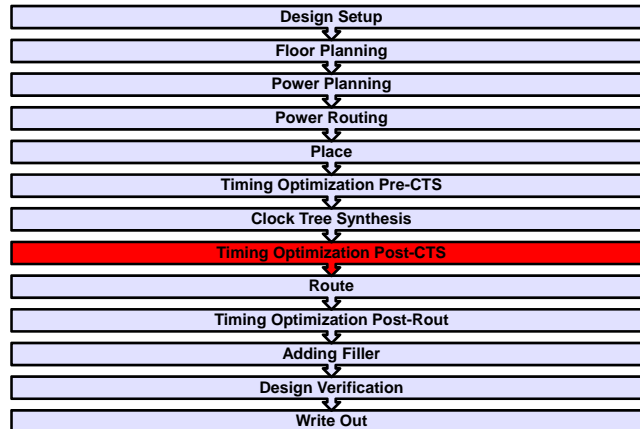 Design Setup
Floor Planning
Power Planning
Power Routing
Place
Timing Optimization Pre-CTS
Clock Tree Synthesis
Timing Optimization Post-CTS
Route
Timing Optimization Post-Rout
Adding Filler
Design Verification
Write Out